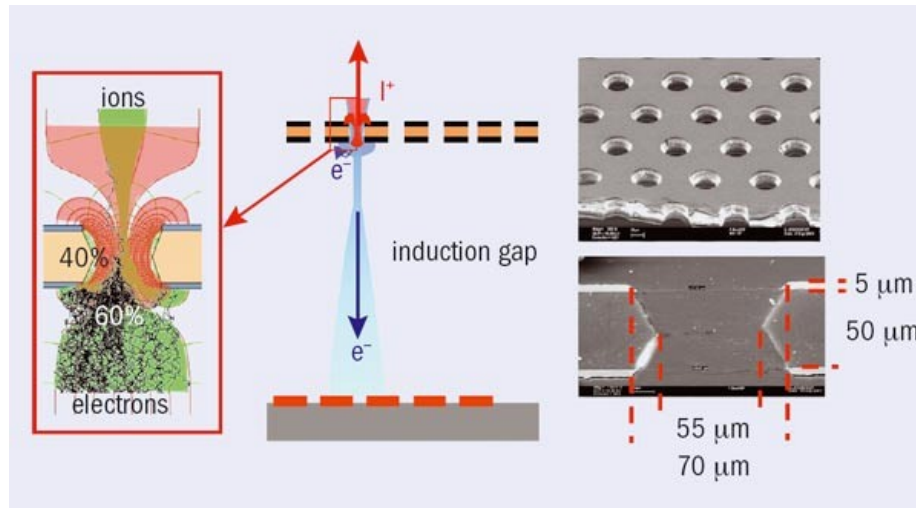 ions
40%
60%
electrons
I⁺
e⁻
induction gap
e⁻
5 μm
50 μm
55 μm
70 μm